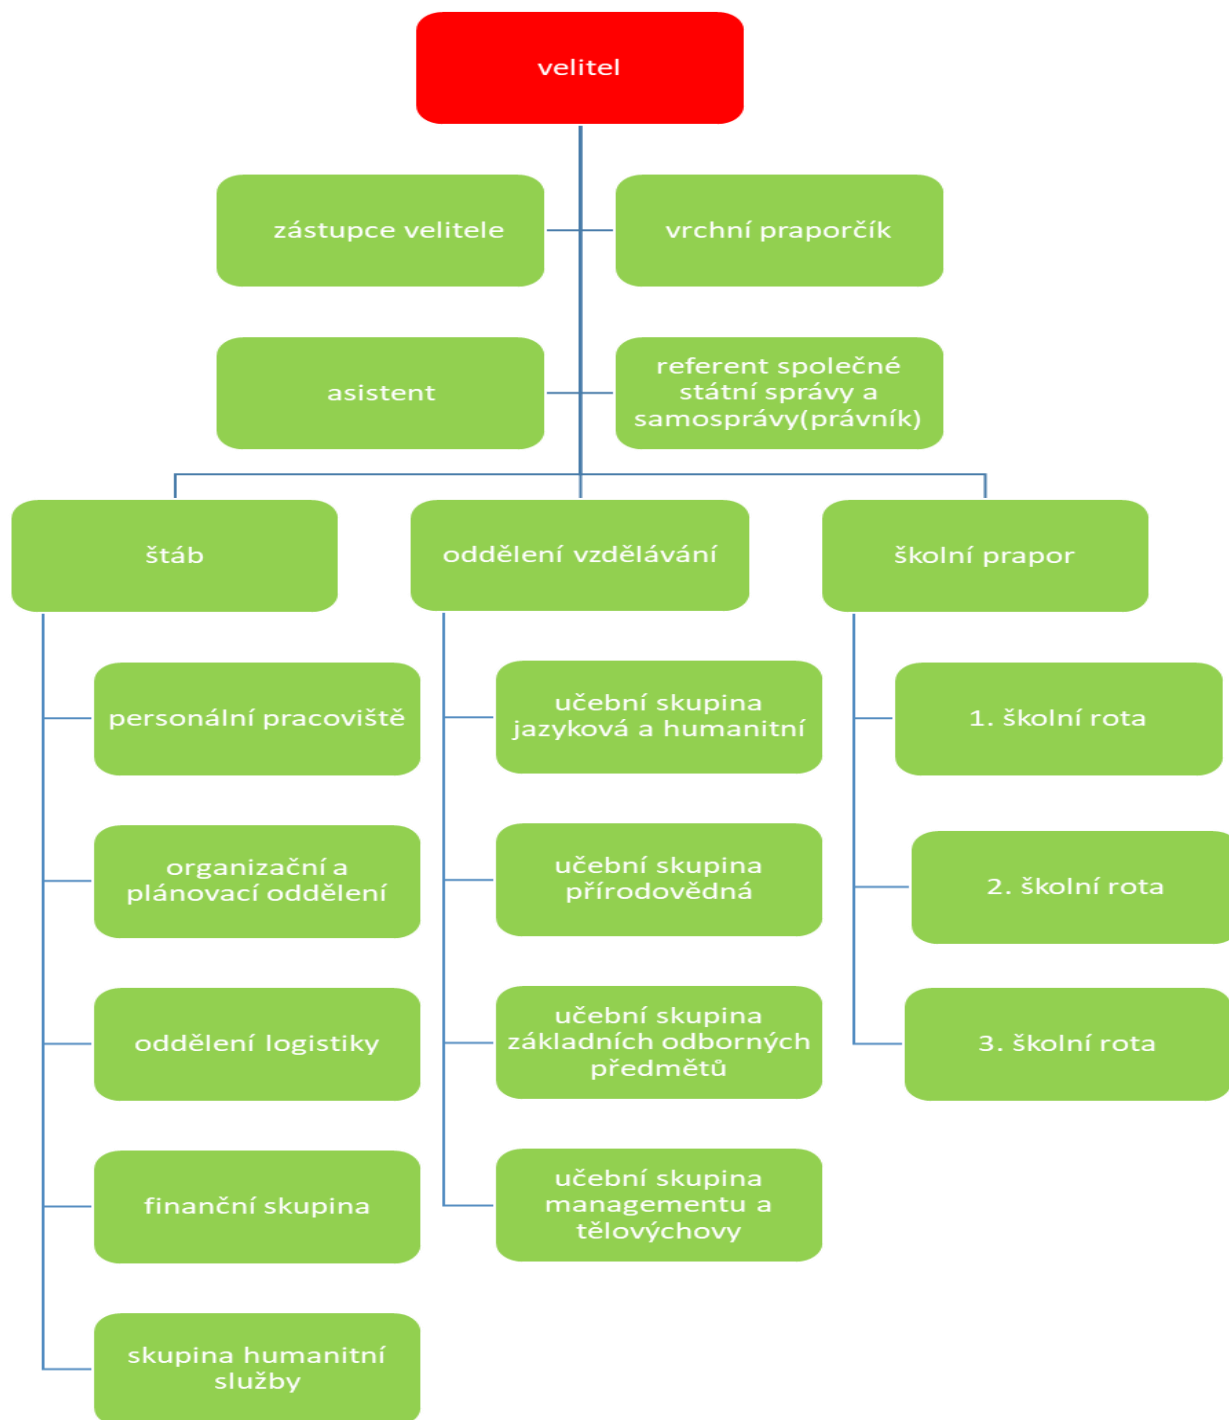 velitel
zástupce velitele
vrchní praporčík
asistent
referent společné
státní správy a
samosprávy(právník)
štáb
oddělení vzdělávání
školní prapor
personální pracoviště
organizační a
plánovací oddělení
oddělení logistiky
finanční skupina
skupina humanitní
služby
učební skupina
jazyková a humanitní
učební skupina
přírodovědná
učební skupina
základních odborných
předmětů
učební skupina
managementu a
tělovýchovy
1. školní rota
2. školní rota
3. školní rota